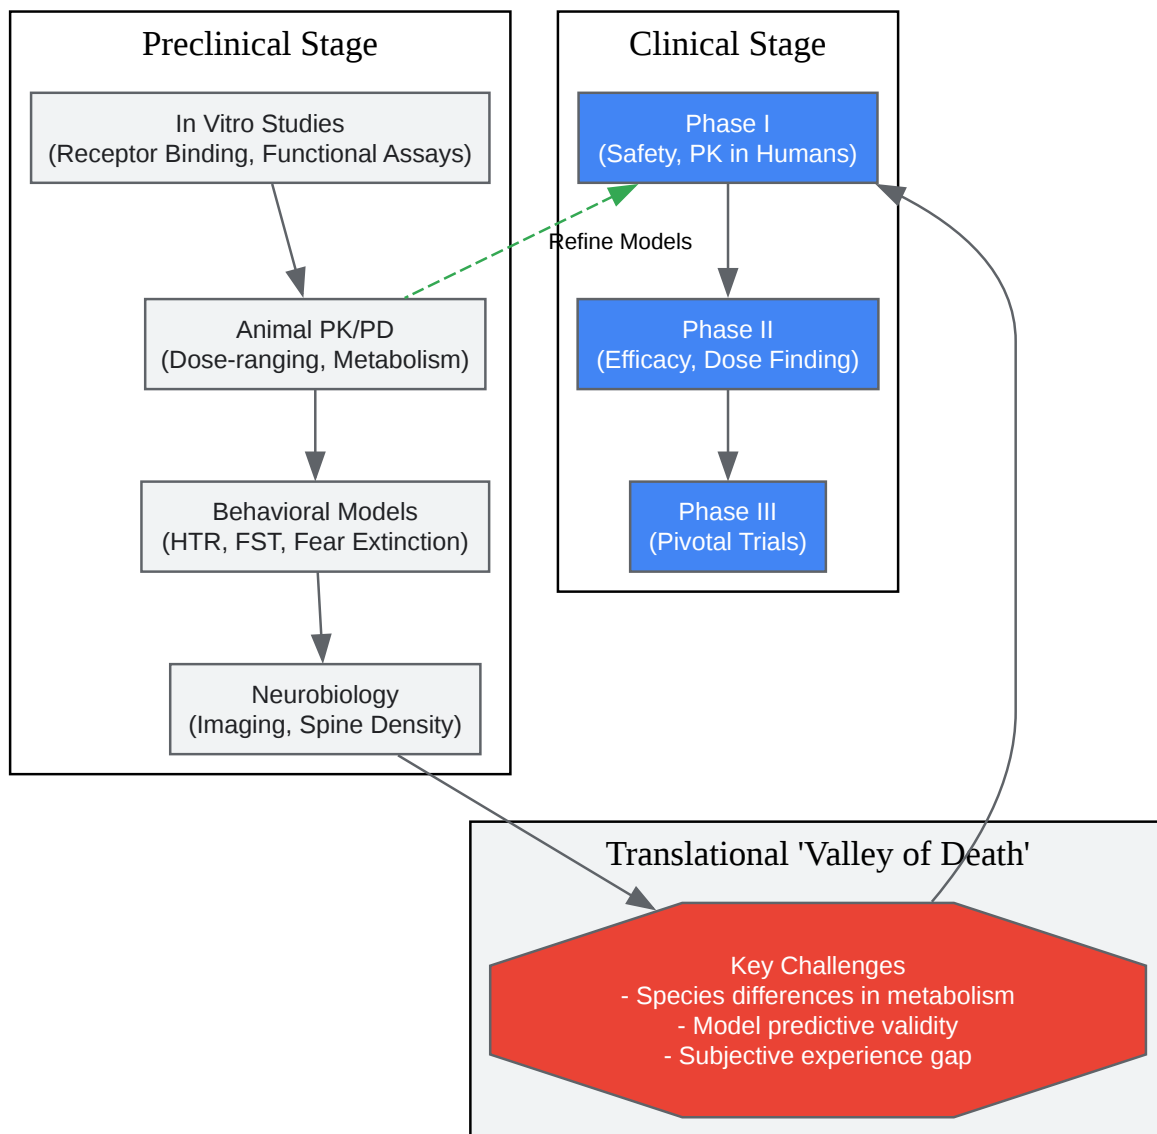 Preclinical Stage
In Vitro Studies
(Receptor Binding, Functional Assays)
Animal PK/PD
(Dose-ranging, Metabolism)
Behavioral Models
(HTR, FST, Fear Extinction)
Neurobiology
(Imaging, Spine Density)
Refine Models
Clinical Stage
Phase I
(Safety, PK in Humans)
Phase II
(Efficacy, Dose Finding)
Phase III
(Pivotal Trials)
Translational 'Valley of Death'
Key Challenges
- Species differences in metabolism
- Model predictive validity
- Subjective experience gap